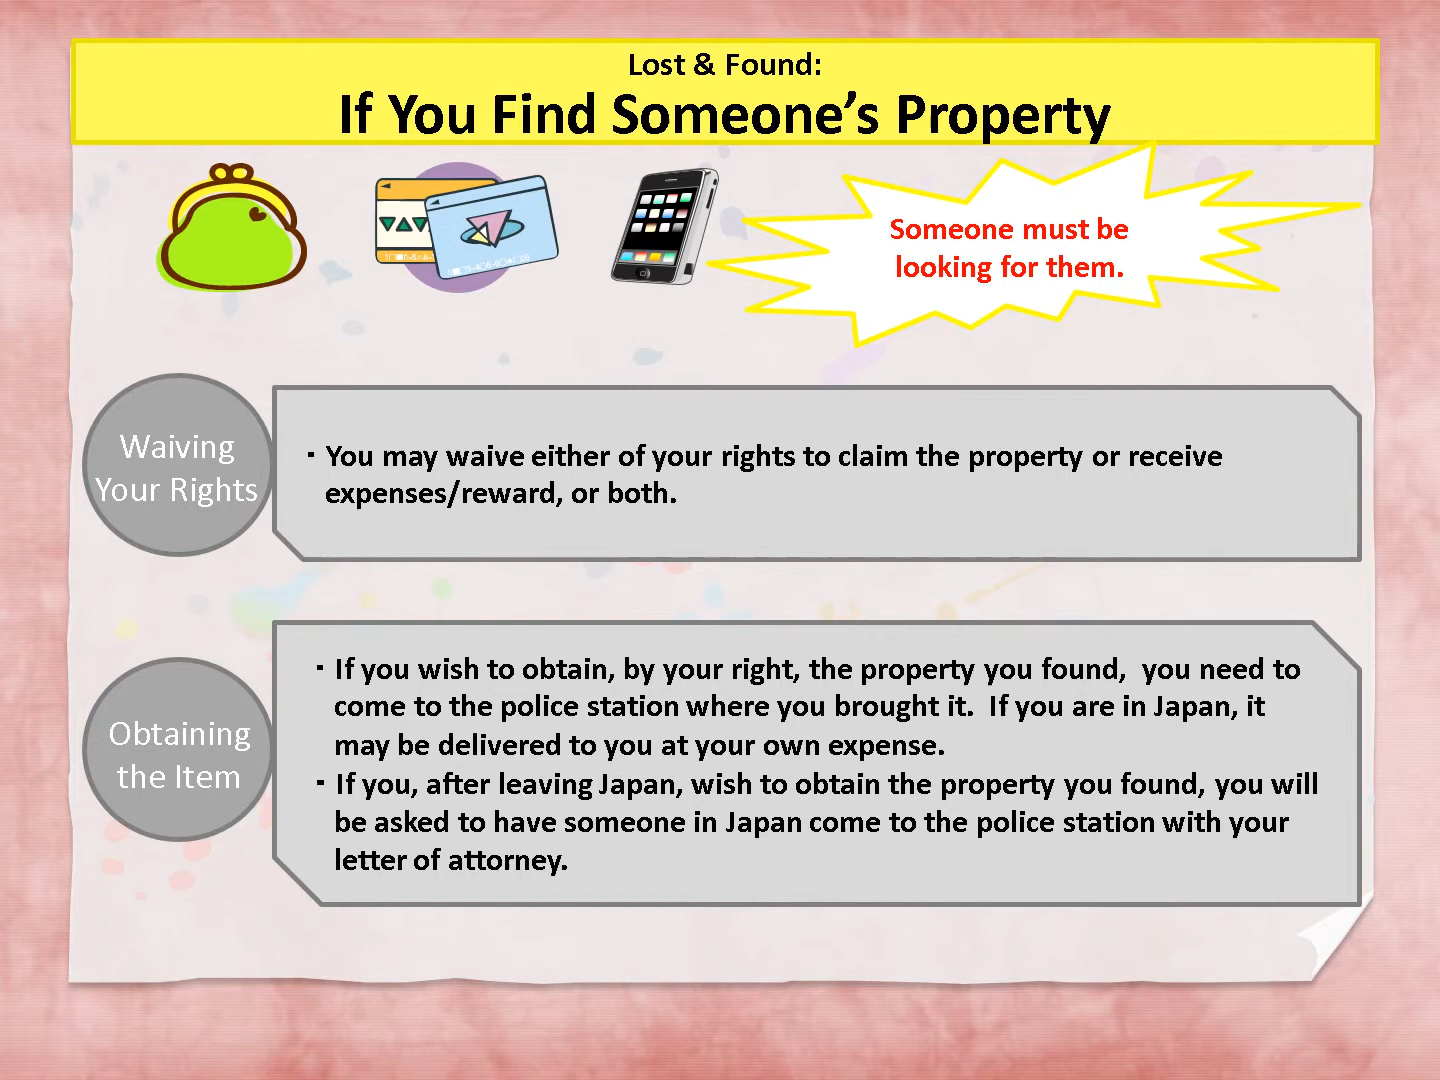 Lost & Found:
If You Find Someone’s Property
Someone must be
looking for them.
Waiving
Your Rights
・You may waive either of your rights to claim the property or receive
expenses/reward, or both.
Obtaining
the Item
・If you wish to obtain, by your right, the property you found,  you need to
come to the police station where you brought it.  If you are in Japan, it
may be delivered to you at your own expense.
・If you, after leaving Japan, wish to obtain the property you found, you will
be asked to have someone in Japan come to the police station with your
letter of attorney.